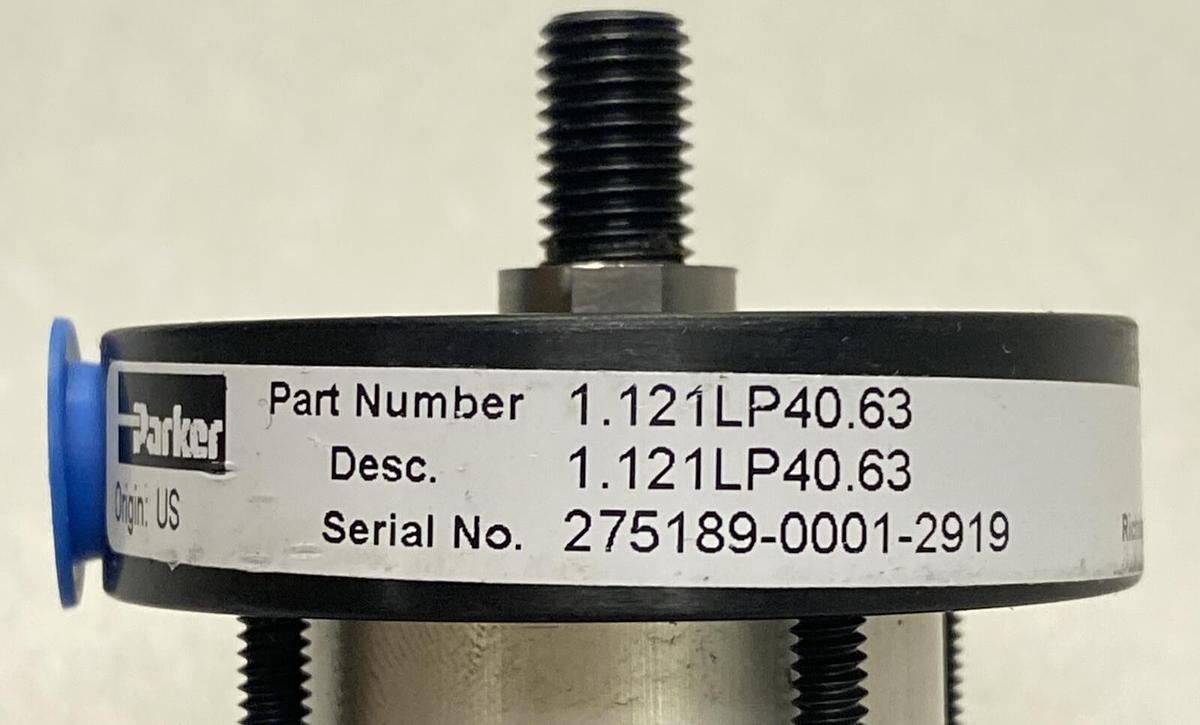 Parker
Origin: US
Part Number 1.121LP40.63
Desc. 1.121LP40.63
Serial No. 275189-0001-2919